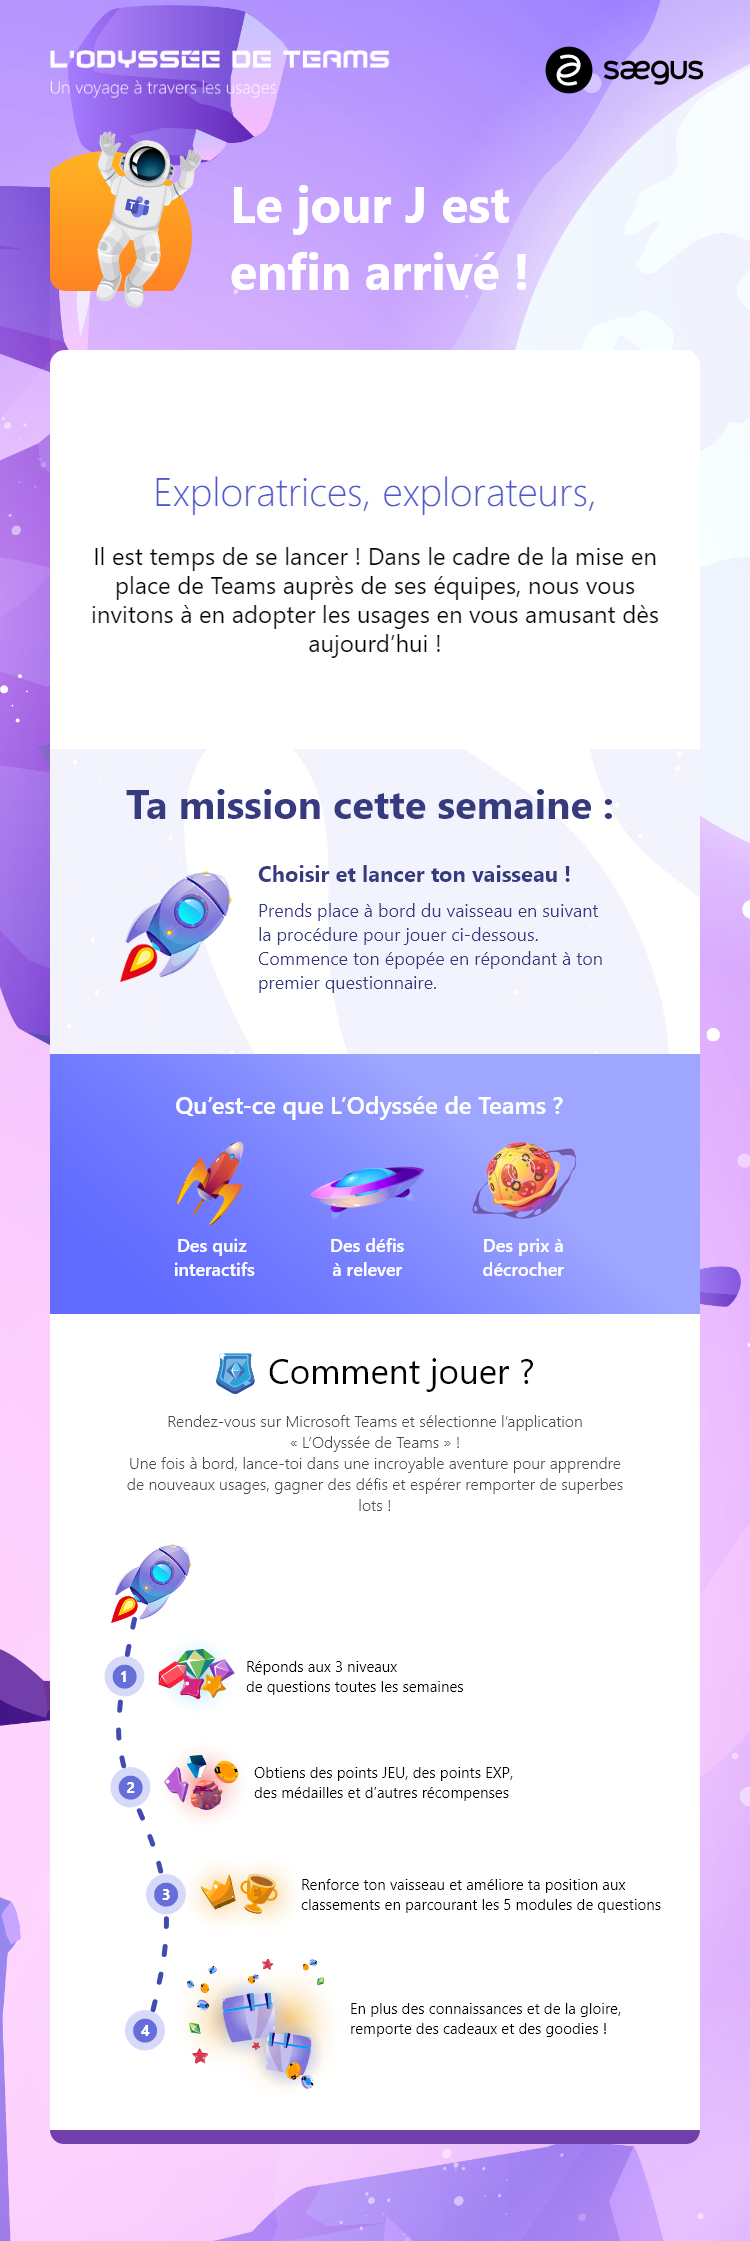 L'ODYSSÉE DE TEAMS
Un voyage à travers les usages
sægus
Le jour J est
enfin arrivé !
Exploratrices, explorateurs,
Il est temps de se lancer ! Dans le cadre de la mise en
place de Teams auprès de ses équipes, nous vous
invitons à en adopter les usages en vous amusant dès
aujourd’hui !
Ta mission cette semaine :
Choisir et lancer ton vaisseau !
Prends place à bord du vaisseau en suivant
la procédure pour jouer ci-dessous.
Commence ton épopée en répondant à ton
premier questionnaire.
Qu’est-ce que L’Odyssée de Teams ?
Des quiz
interactifs
Des défis
à relever
Des prix à
décrocher
Comment jouer ?
Rendez-vous sur Microsoft Teams et sélectionne l’application
« L’Odyssée de Teams » !
Une fois à bord, lance-toi dans une incroyable aventure pour apprendre
de nouveaux usages, gagner des défis et espérer remporter de superbes
lots !
1
Réponds aux 3 niveaux
de questions toutes les semaines
2
Obtiens des points JEU, des points EXP,
des médailles et d’autres récompenses
3
Renforce ton vaisseau et améliore ta position aux
classements en parcourant les 5 modules de questions
4
En plus des connaissances et de la gloire,
remporte des cadeaux et des goodies !